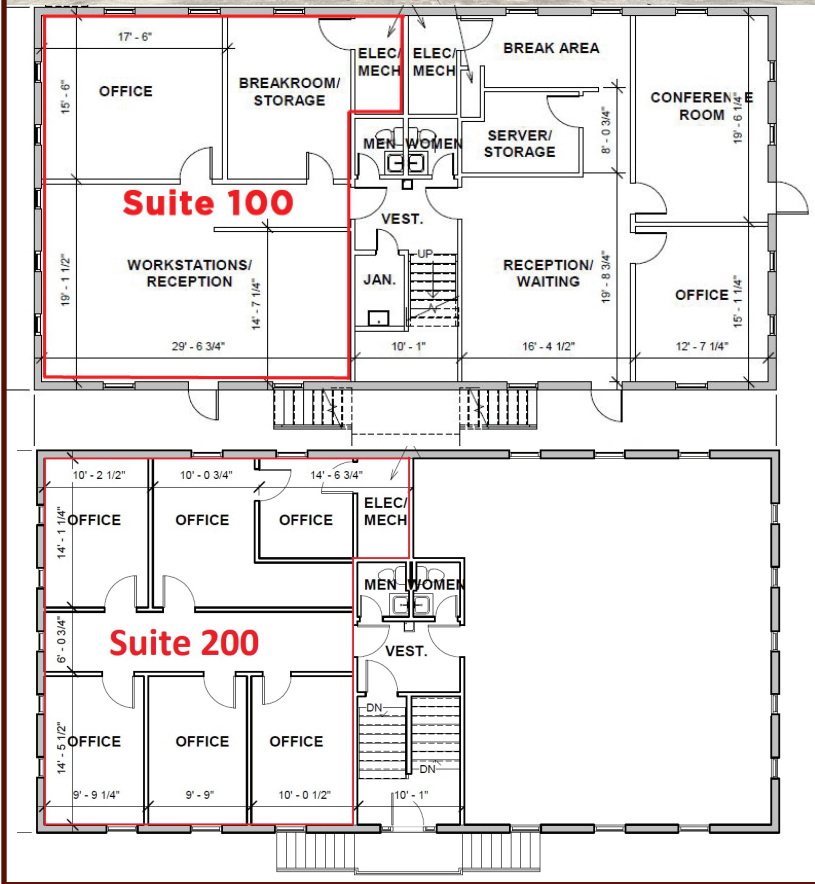 17' - 6"
15' - 6"
OFFICE
BREAKROOM/
STORAGE
ELEC/
MECH
ELEC/
MECH
BREAK AREA
CONFERENCE
ROOM
19' - 6 1/4"
SERVER/
STORAGE
8' - 0 3/4"
MEN
WOMEN
Suite 100
VEST.
UP
JAN.
WORKSTATIONS/
RECEPTION
19' - 1 1/2"
14' - 7 1/4"
RECEPTION/
WAITING
19' - 8 3/4"
OFFICE
15' - 1 1/4"
29' - 6 3/4"
10' - 1"
16' - 4 1/2"
12' - 7 1/4"
10' - 2 1/2"
10' - 0 3/4"
14' - 6 3/4"
14' - 1 1/4"
OFFICE
OFFICE
OFFICE
ELEC/
MECH
MEN
WOMEN
6' - 0 3/4"
Suite 200
VEST.
DN
DN
14' - 5 1/2"
OFFICE
OFFICE
OFFICE
9' - 9 1/4"
9' - 9"
10' - 0 1/2"
10' - 1"